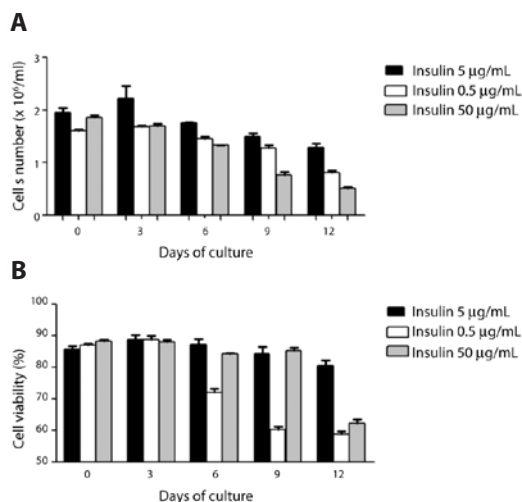 A
3
2
1
0
Cell s number (x 10⁶/ml)
0 3 6 9 12
Days of culture
Insulin 5 µg/mL
Insulin 0.5 µg/mL
Insulin 50 µg/mL
B
100
90
80
70
60
50
Cell viability (%)
0 3 6 9 12
Days of culture
Insulin 5 µg/mL
Insulin 0.5 µg/mL
Insulin 50 µg/mL